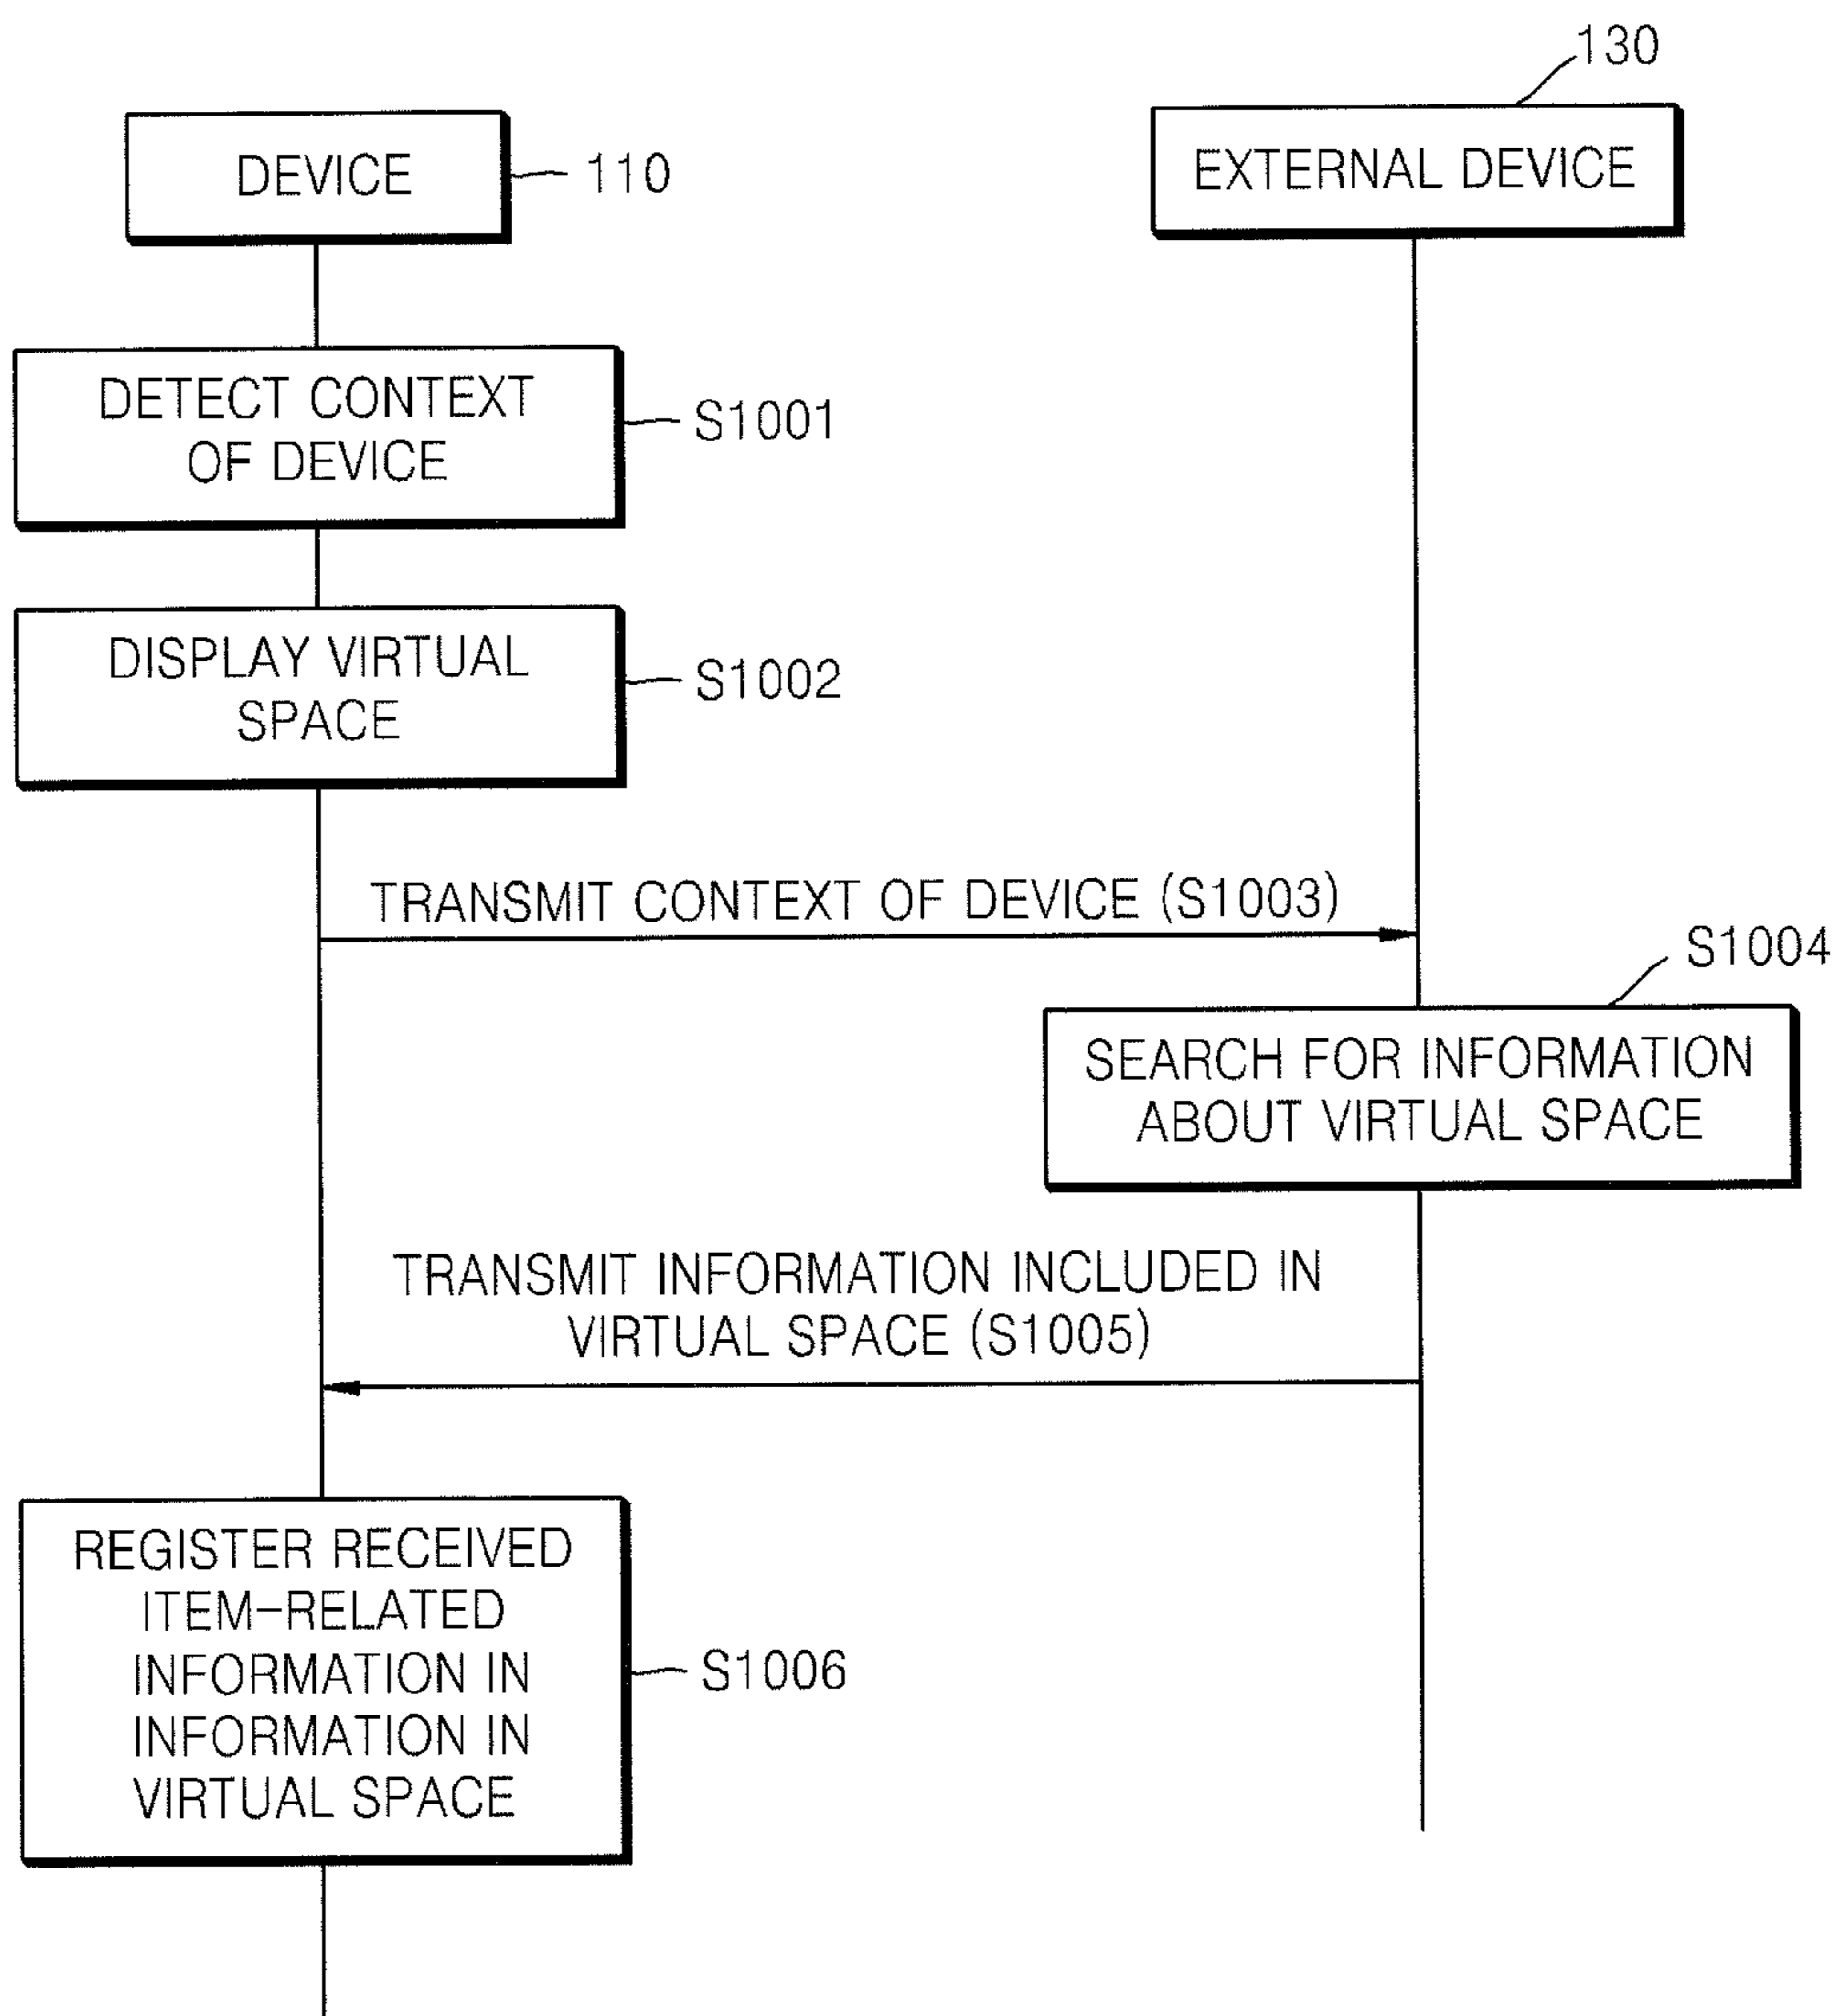 130
DEVICE
110
EXTERNAL DEVICE
DETECT CONTEXT
OF DEVICE
S1001
DISPLAY VIRTUAL
SPACE
S1002
TRANSMIT CONTEXT OF DEVICE (S1003)
S1004
SEARCH FOR INFORMATION
ABOUT VIRTUAL SPACE
TRANSMIT INFORMATION INCLUDED IN
VIRTUAL SPACE (S1005)
REGISTER RECEIVED
ITEM-RELATED
INFORMATION IN
INFORMATION IN
VIRTUAL SPACE
S1006